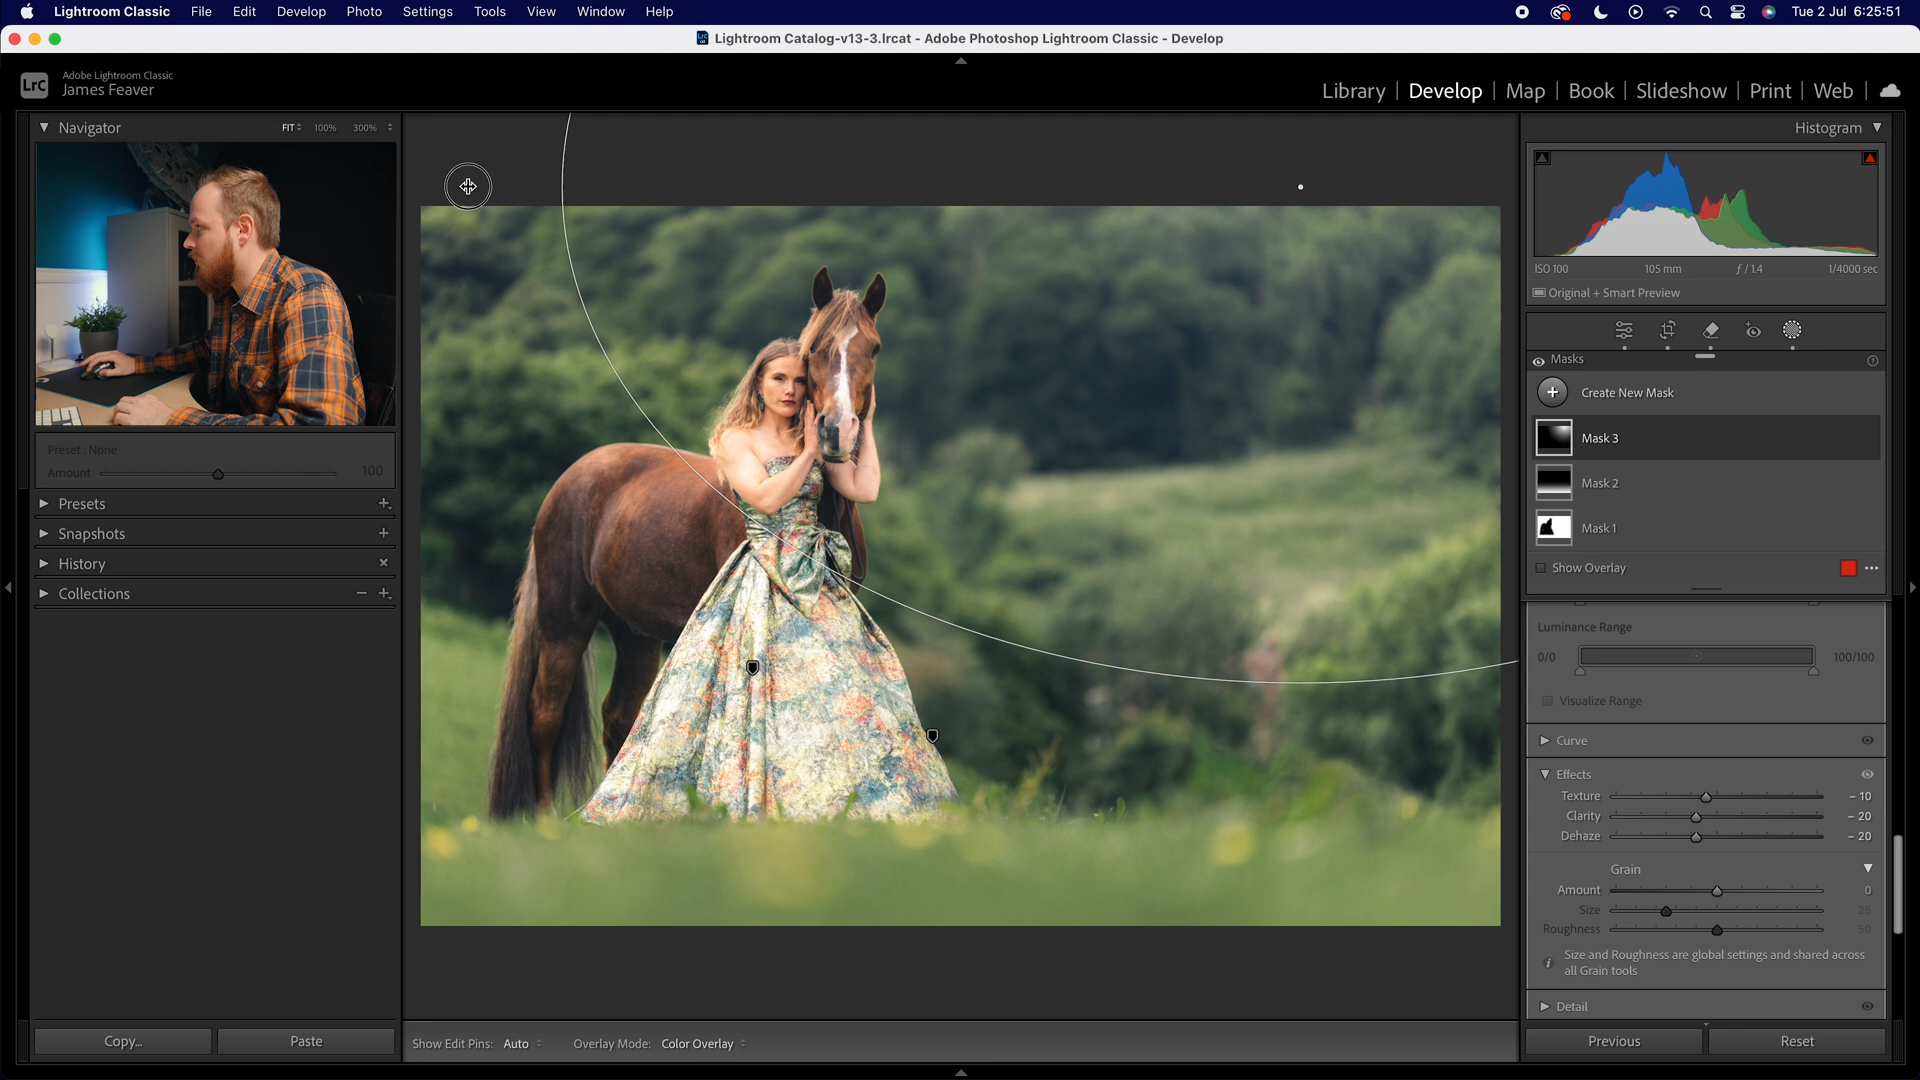 Lightroom Classic File Edit Develop Photo Settings Tools View Window Help Tue 2 Jul 6:25:51
Lightroom Catalog-v13-3.lrcat - Adobe Photoshop Lightroom Classic - Develop
LrC
Adobe Lightroom Classic
James Feaver
Library | Develop | Map | Book | Slideshow | Print | Web |
Navigator FIT 100% 300%
Preset : None
Amount 100
Presets
Snapshots
History
Collections
Copy... Paste
Show Edit Pins: Auto Overlay Mode: Color Overlay
Histogram
ISO 100 105 mm ƒ / 1.4 1/4000 sec
Original + Smart Preview
Masks
Create New Mask
Mask 3
Mask 2
Mask 1
Show Overlay
Luminance Range
0/0 100/100
Visualize Range
Curve
Effects
Texture – 10
Clarity – 20
Dehaze – 20
Grain
Amount 0
Size 25
Roughness 50
Size and Roughness are global settings and shared across
all Grain tools
Detail
Previous Reset